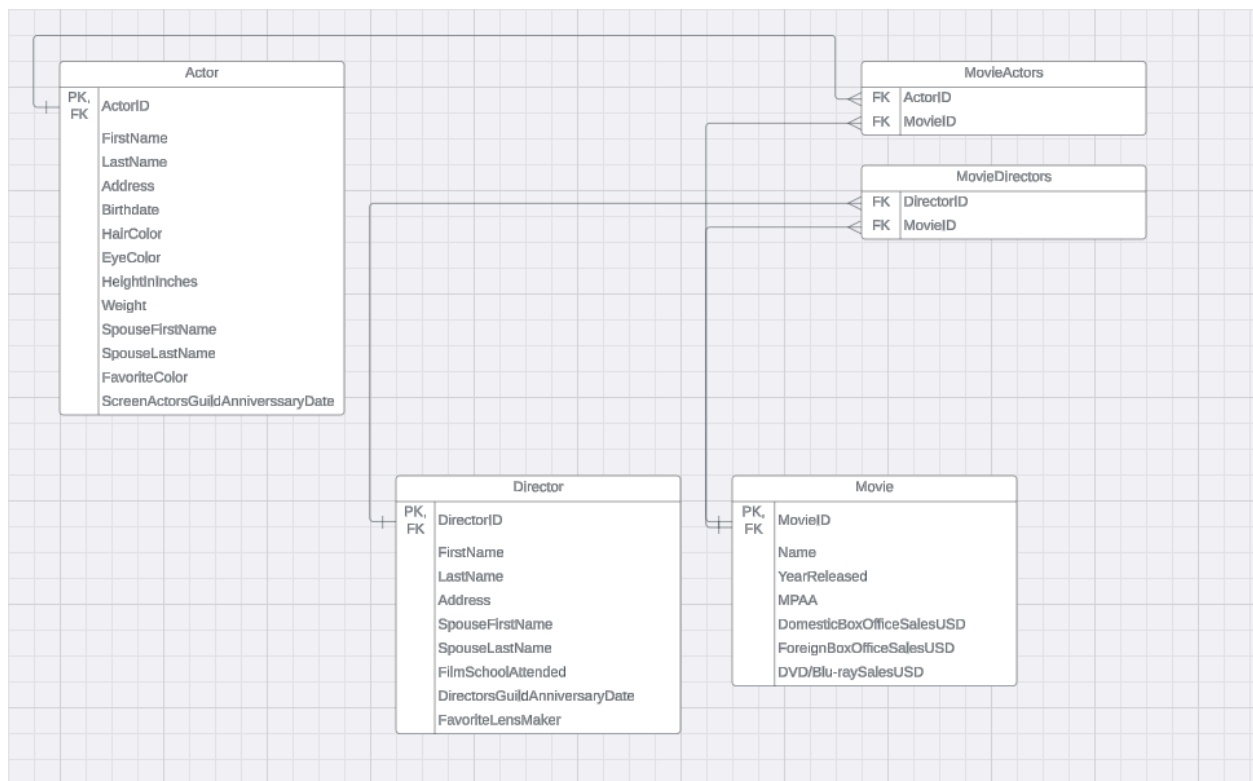 Actor
PK, FK ActorID
FirstName
LastName
Address
Birthdate
HairColor
EyeColor
HeightInInches
Weight
SpouseFirstName
SpouseLastName
FavoriteColor
ScreenActorsGuildAnniverssaryDate
MovieActors
FK ActorID
FK MovieID
MovieDirectors
FK DirectorID
FK MovieID
Director
PK, FK DirectorID
FirstName
LastName
Address
SpouseFirstName
SpouseLastName
FilmSchoolAttended
DirectorsGuildAnniversaryDate
FavoriteLensMaker
Movie
PK, FK MovieID
Name
YearReleased
MPAA
DomesticBoxOfficeSalesUSD
ForeignBoxOfficeSalesUSD
DVD/Blu-raySalesUSD